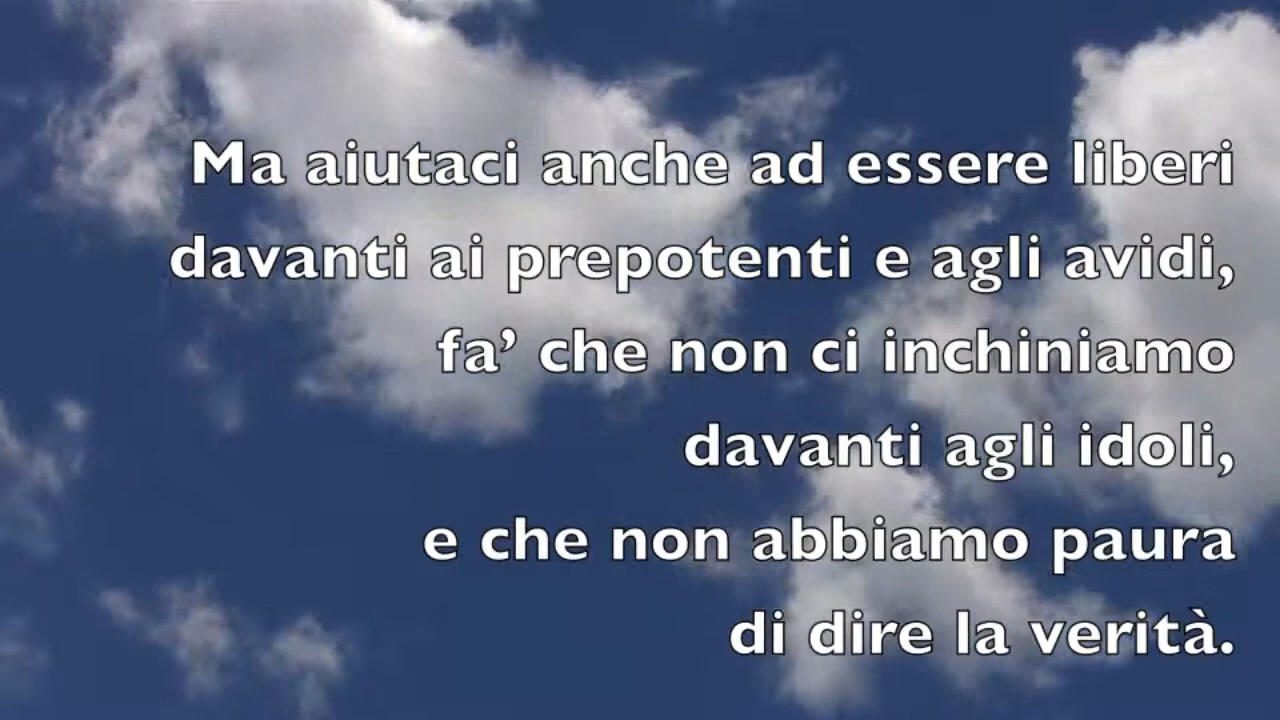 Ma aiutaci anche ad essere liberi
davanti ai prepotenti e agli avidi,
fa’ che non ci inchiniamo
davanti agli idoli,
e che non abbiamo paura
di dire la verità.